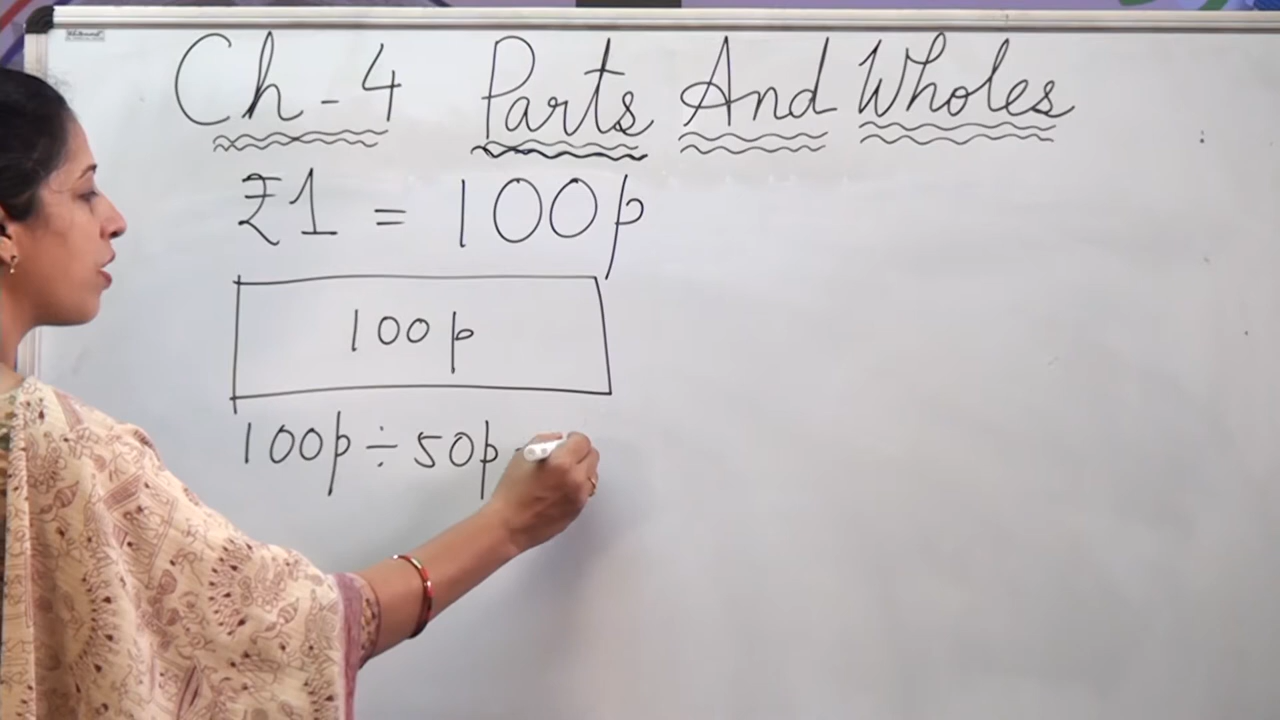 Ch-4 Parts And Wholes
₹1 = 100p
100p
100p ÷ 50p